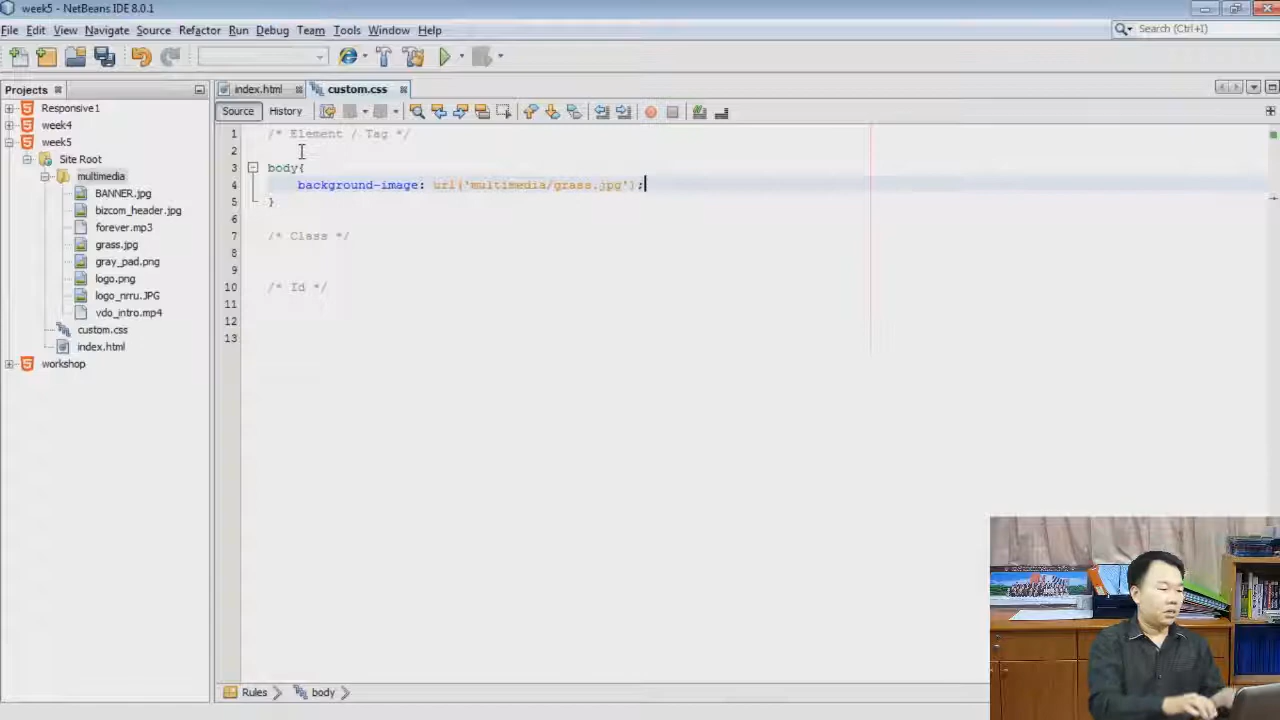 week5 - NetBeans IDE 8.0.1
File Edit View Navigate Source Refactor Run Debug Team Tools Window Help
Search (Ctrl+I)
Projects
index.html
custom.css
Responsive1
week4
week5
Site Root
multimedia
BANNER.jpg
bizcom_header.jpg
forever.mp3
grass.jpg
gray_pad.png
logo.png
logo_nrru.JPG
vdo_intro.mp4
custom.css
index.html
workshop
Source History
1 /* Element / Tag */
2
3 body{
4 background-image: url('multimedia/grass.jpg');
5 }
6
7 /* Class */
8
9
10 /* Id */
11
12
13
Rules body